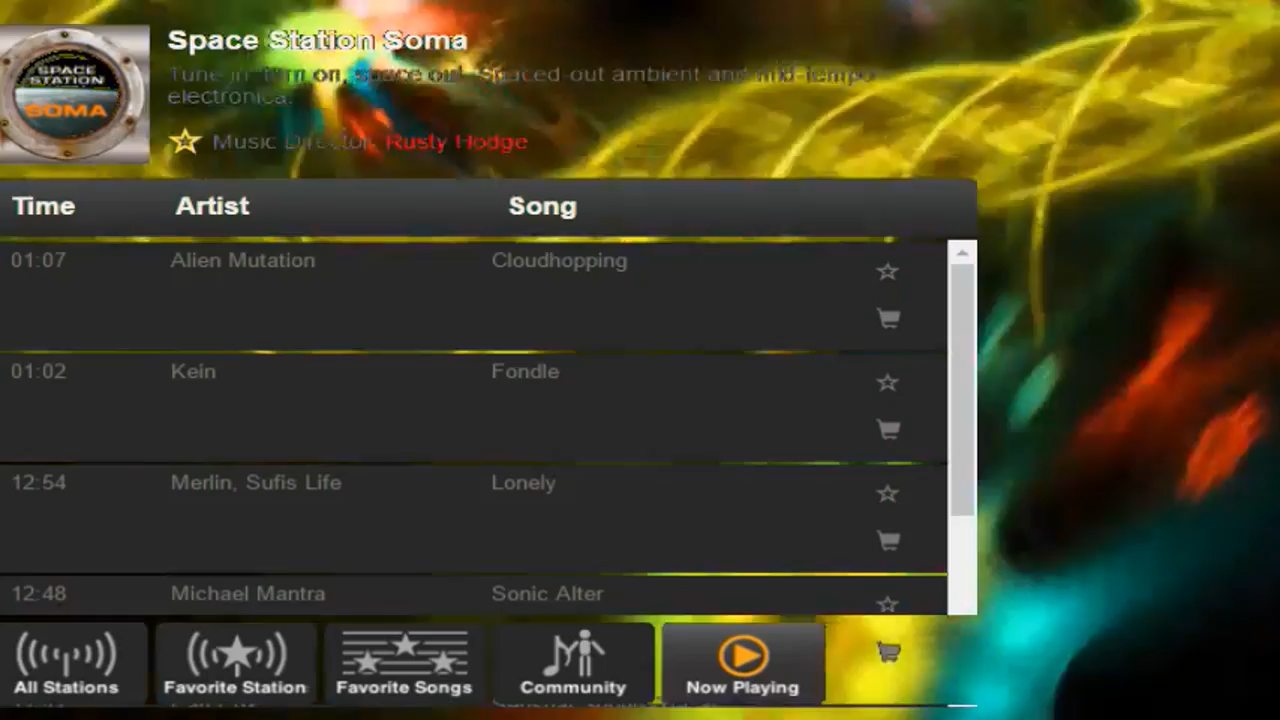 SPACE
STATION
SOMA
Space Station Soma
Tune in, turn on, space out. Spaced-out ambient and mid-tempo
electronica.
Music Director: Rusty Hodge
Time Artist Song
01:07 Alien Mutation Cloudhopping
01:02 Kein Fondle
12:54 Merlin, Sufis Life Lonely
12:48 Michael Mantra Sonic Alter
All Stations Favorite Station Favorite Songs Community Now Playing